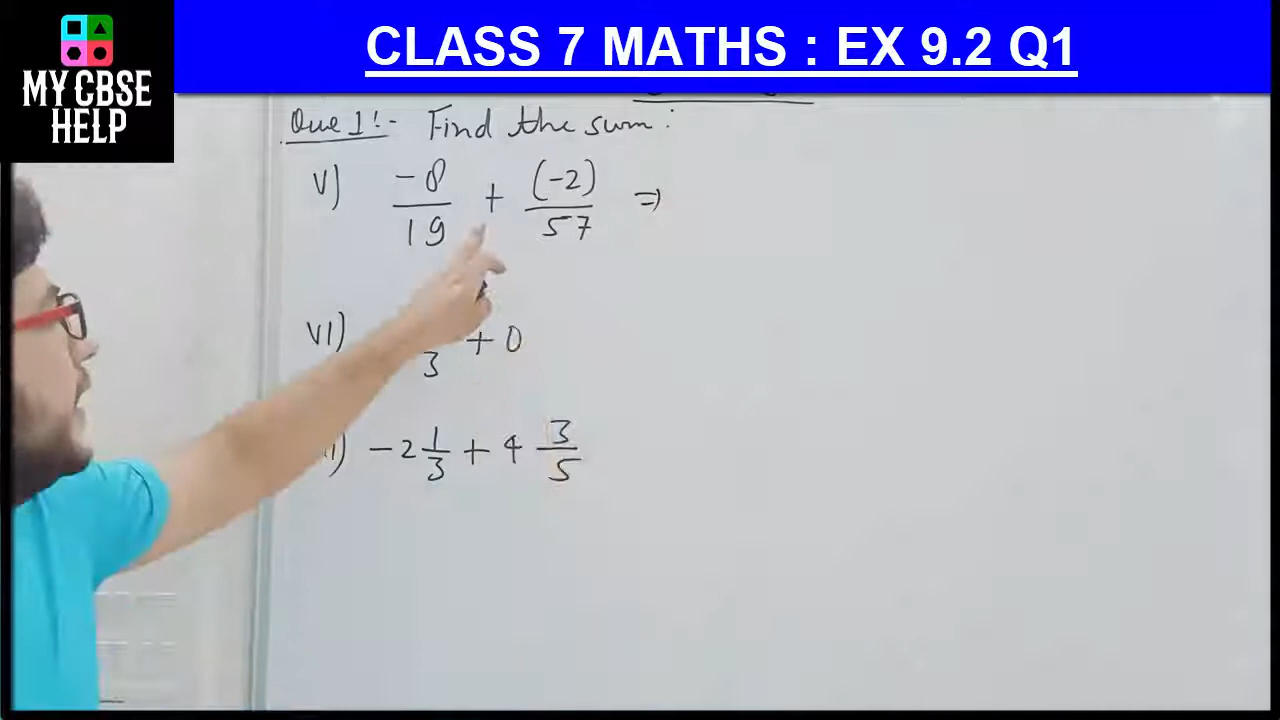 CLASS 7 MATHS : EX 9.2 Q1
MY CBSE
HELP
Que 1:- Find the sum:
V) -8/19 + (-2)/57 ⇒
VI) 3 + 0
-2 1/3 + 4 3/5